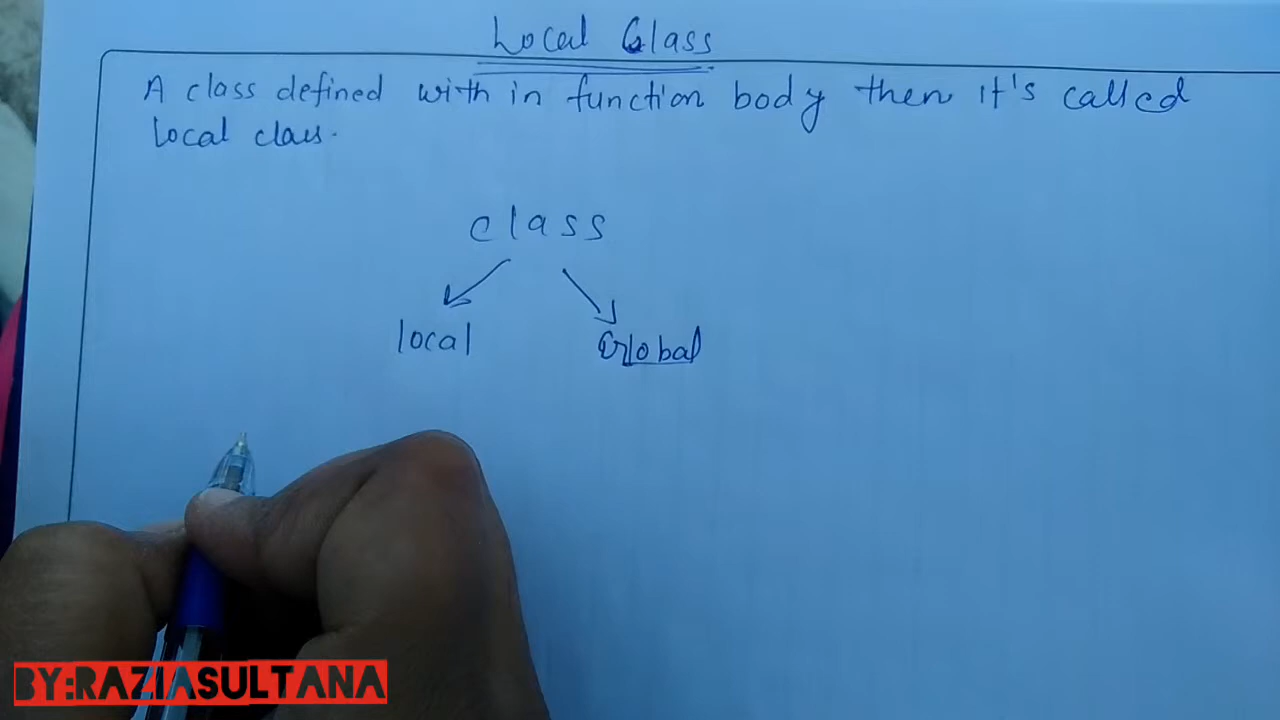 Local Class
A class defined with in function body then it's called
Local class.
class
local Global
BY:RAZIASULTANA